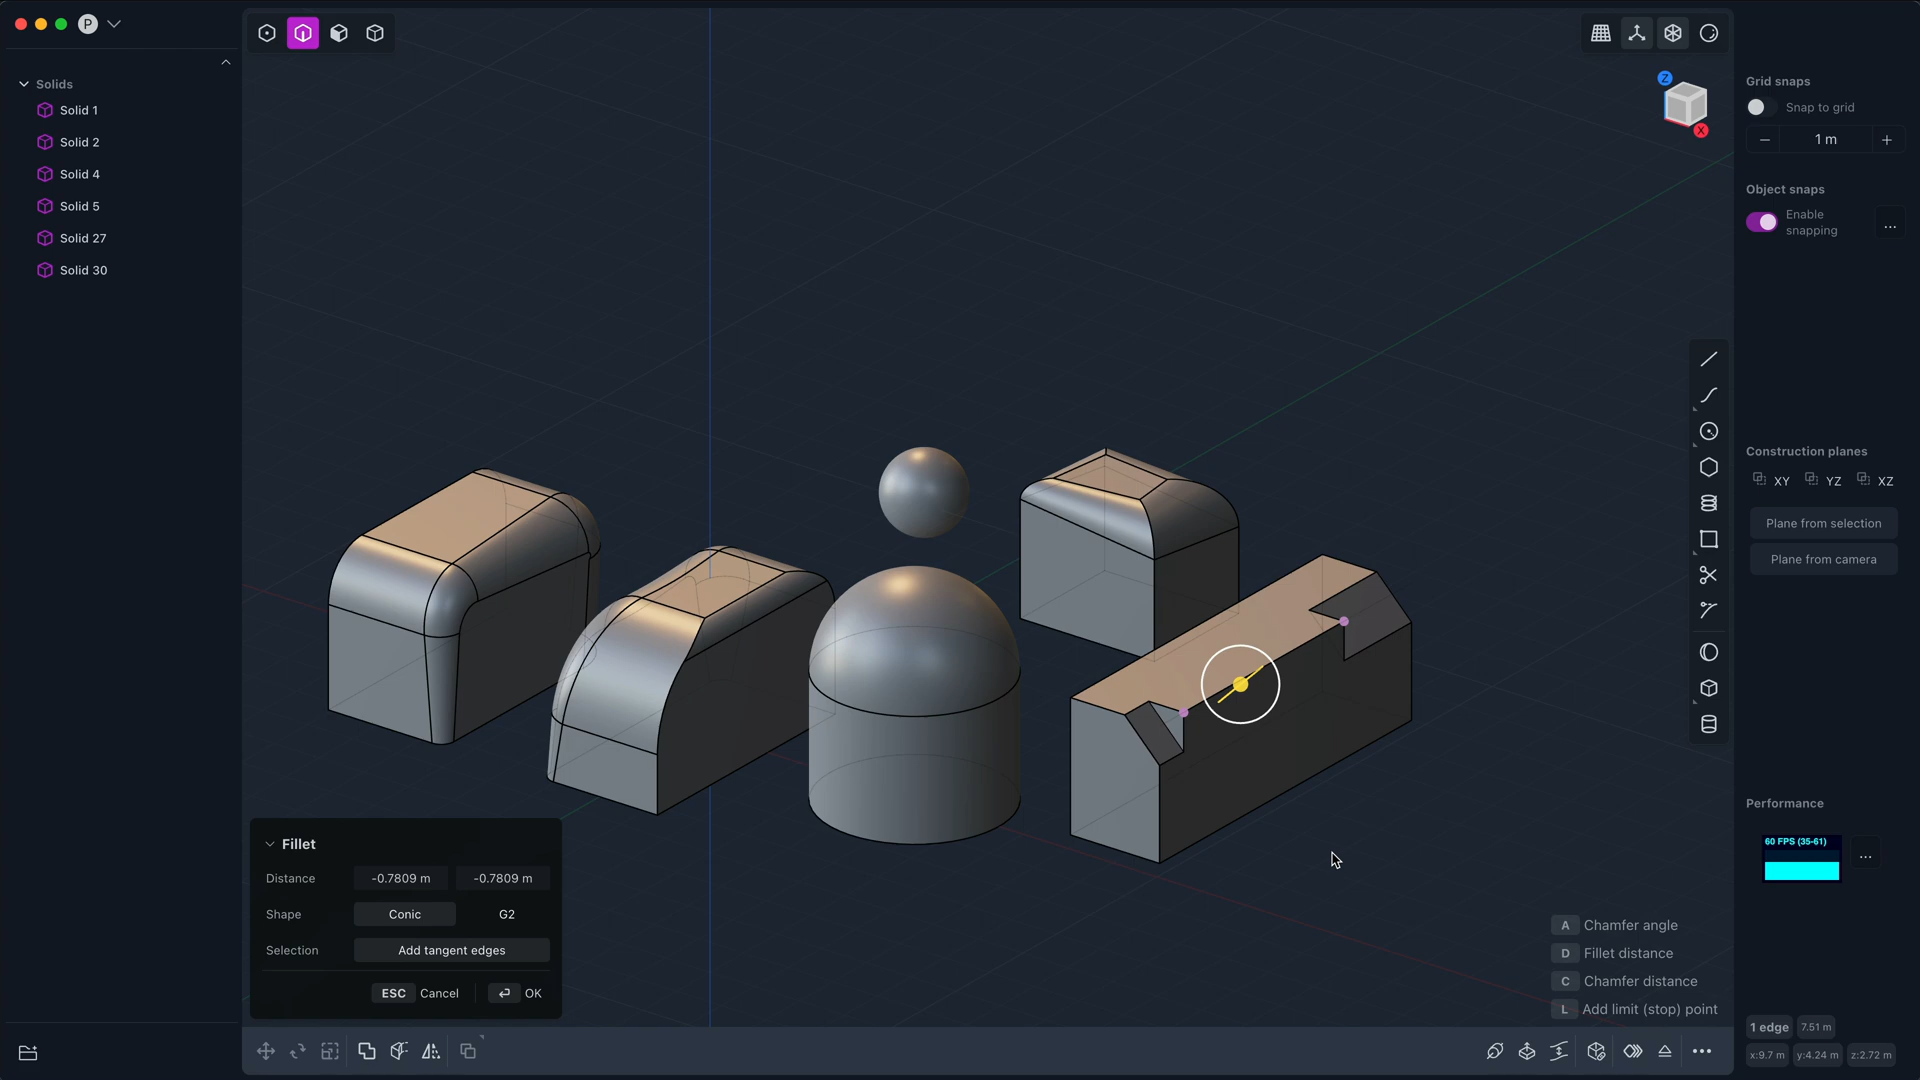 P
Solids
Solid 1
Solid 2
Solid 4
Solid 5
Solid 27
Solid 30
Z
X
Grid snaps
Snap to grid
− 1 m +
Object snaps
Enable
snapping
...
Construction planes
XY YZ XZ
Plane from selection
Plane from camera
Performance
60 FPS (35-61)
...
Fillet
Distance -0.7809 m -0.7809 m
Shape Conic G2
Selection Add tangent edges
ESC Cancel OK
A Chamfer angle
D Fillet distance
C Chamfer distance
L Add limit (stop) point
1 edge 7.51 m
x:9.7 m y:4.24 m z:2.72 m